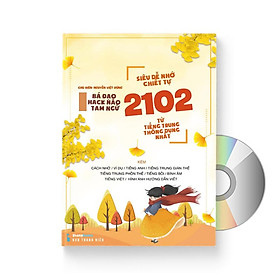 CHỦ BIÊN: NGUYỄN VIỆT DŨNG
BÁ ĐẠO
HACK NÃO
TAM NGỮ
SIÊU DỄ NHỚ
CHIẾT TỰ
2102
TỪ
TIẾNG TRUNG
THÔNG DỤNG
NHẤT
CÁCH NHỚ / VÍ DỤ / TIẾNG ANH / TIẾNG TRUNG GIẢN THỂ
TIẾNG TRUNG PHỒN THỂ / TIẾNG BỒI / BÍNH ÂM
TIẾNG VIỆT / HÌNH ẢNH HƯỚNG DẪN VIẾT